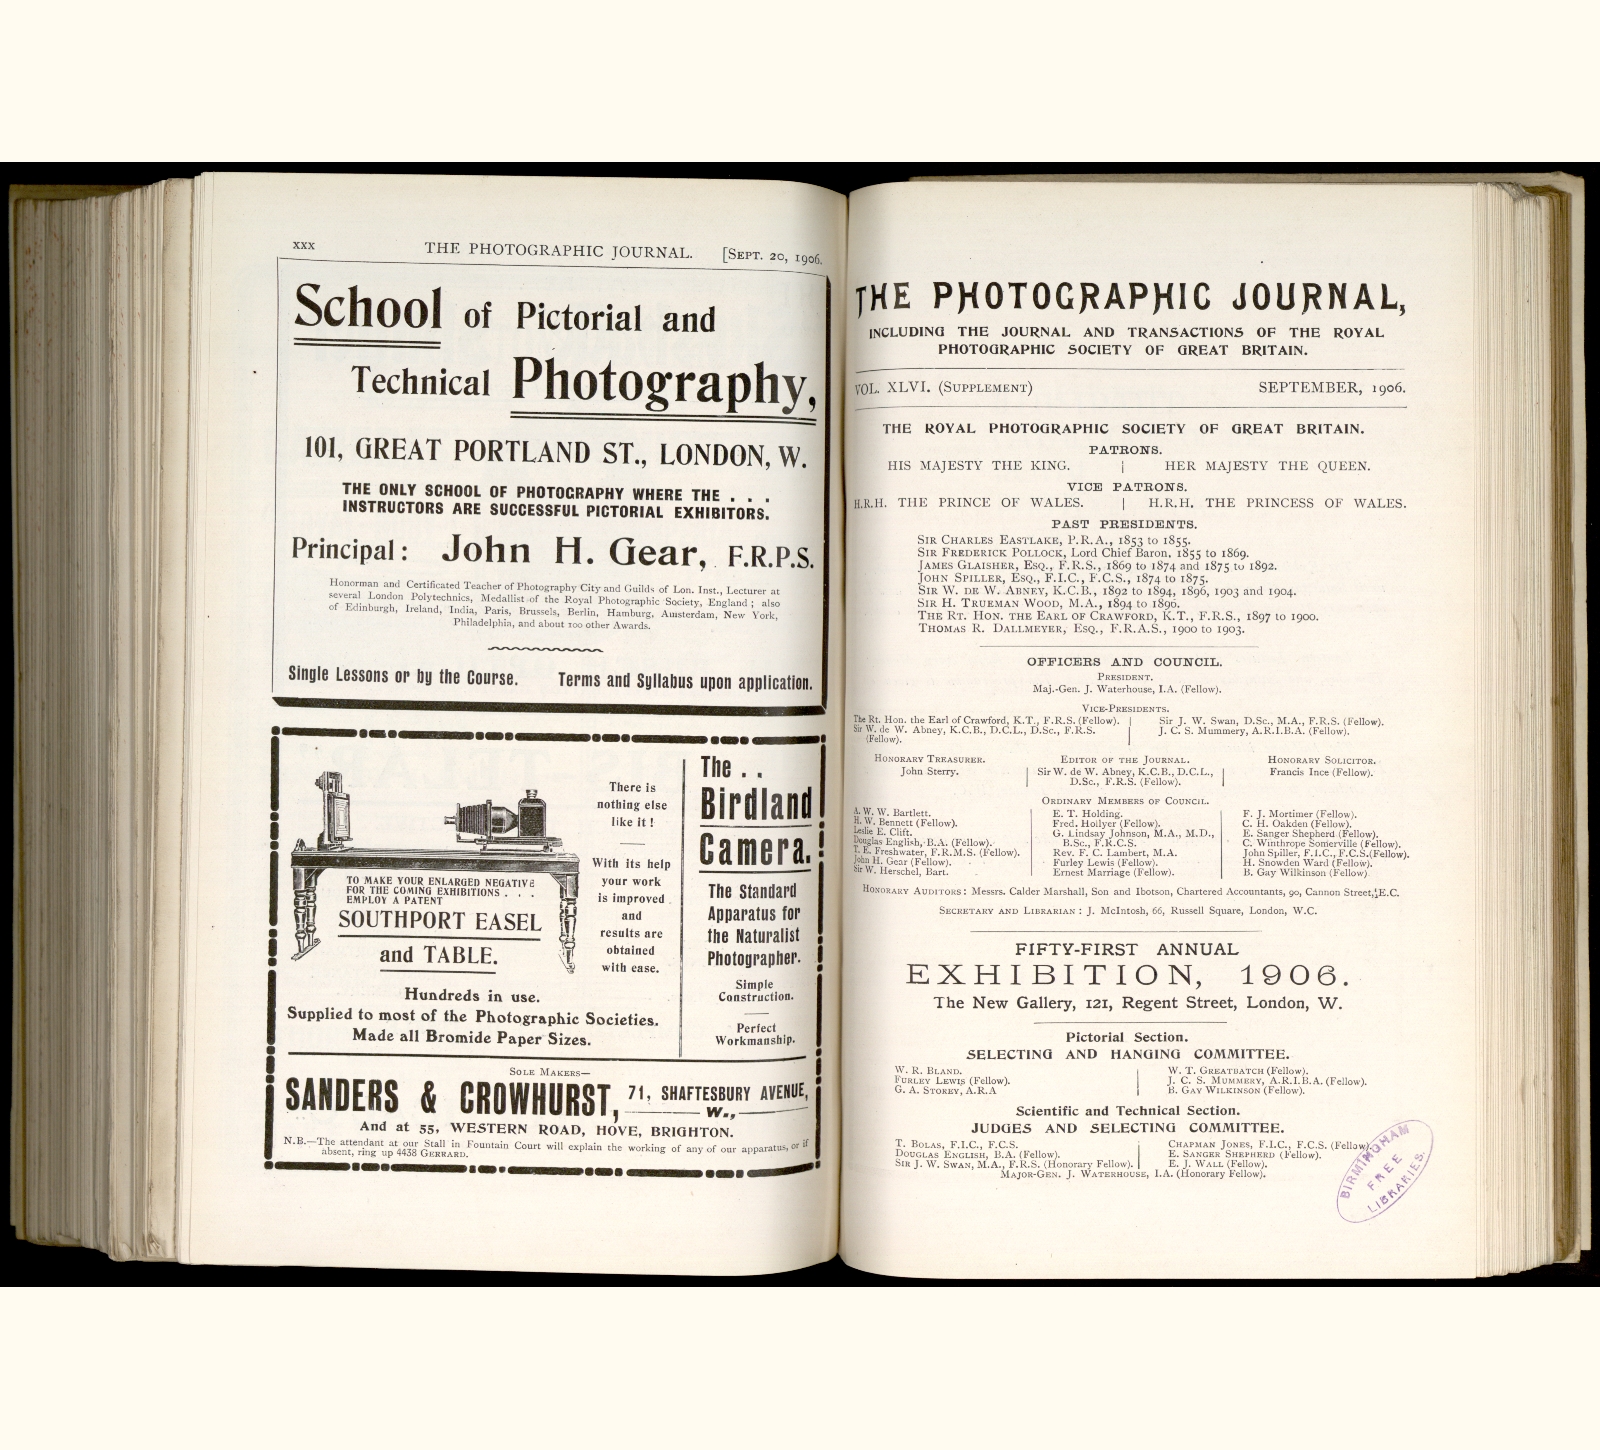 xxx THE PHOTOGRAPHIC JOURNAL. [SEPT. 20, 1906.
School of Pictorial and
Technical Photography,
101, GREAT PORTLAND ST., LONDON, W.
THE ONLY SCHOOL OF PHOTOGRAPHY WHERE THE . . .
INSTRUCTORS ARE SUCCESSFUL PICTORIAL EXHIBITORS.
Principal: John H. Gear, F.R.P.S.
Honorman and Certificated Teacher of Photography City and Guilds of Lon. Inst., Lecturer at
several London Polytechnics, Medallist of the Royal Photographic Society, England; also
of Edinburgh, Ireland, India, Paris, Brussels, Berlin, Hamburg, Amsterdam, New York,
Philadelphia, and about 100 other Awards.
Single Lessons or by the Course. Terms and Syllabus upon application.
TO MAKE YOUR ENLARGED NEGATIVE
FOR THE COMING EXHIBITIONS . . .
EMPLOY A PATENT
SOUTHPORT EASEL
and TABLE.
There is
nothing else
like it!
With its help
your work
is improved
and
results are
obtained
with ease.
Hundreds in use.
Supplied to most of the Photographic Societies.
Made all Bromide Paper Sizes.
The . .
Birdland
Camera.
The Standard
Apparatus for
the Naturalist
Photographer.
Simple
Construction.
Perfect
Workmanship.
SOLE MAKERS—
SANDERS & CROWHURST, 71, SHAFTESBURY AVENUE,
W.,
And at 55, WESTERN ROAD, HOVE, BRIGHTON.
N.B.—The attendant at our Stall in Fountain Court will explain the working of any of our apparatus, or if
absent, ring up 4438 GERRARD.
THE PHOTOGRAPHIC JOURNAL,
INCLUDING THE JOURNAL AND TRANSACTIONS OF THE ROYAL
PHOTOGRAPHIC SOCIETY OF GREAT BRITAIN.
VOL. XLVI. (SUPPLEMENT) SEPTEMBER, 1906.
THE ROYAL PHOTOGRAPHIC SOCIETY OF GREAT BRITAIN.
PATRONS.
HIS MAJESTY THE KING. | HER MAJESTY THE QUEEN.
VICE PATRONS.
H.R.H. THE PRINCE OF WALES. | H.R.H. THE PRINCESS OF WALES.
PAST PRESIDENTS.
SIR CHARLES EASTLAKE, P.R.A., 1853 to 1855.
SIR FREDERICK POLLOCK, Lord Chief Baron, 1855 to 1869.
JAMES GLAISHER, ESQ., F.R.S., 1869 to 1874 and 1875 to 1892.
JOHN SPILLER, ESQ., F.I.C., F.C.S., 1874 to 1875.
SIR W. DE W. ABNEY, K.C.B., 1892 to 1894, 1896, 1903 and 1904.
SIR H. TRUEMAN WOOD, M.A., 1894 to 1896.
THE RT. HON. THE EARL OF CRAWFORD, K.T., F.R.S., 1897 to 1900.
THOMAS R. DALLMEYER, ESQ., F.R.A.S., 1900 to 1903.
OFFICERS AND COUNCIL.
PRESIDENT.
Maj.-Gen. J. Waterhouse, I.A. (Fellow).
VICE-PRESIDENTS.
The Rt. Hon. the Earl of Crawford, K.T., F.R.S. (Fellow).
Sir W. de W. Abney, K.C.B., D.C.L., D.Sc., F.R.S.
(Fellow).
Sir J. W. Swan, D.Sc., M.A., F.R.S. (Fellow).
J. C. S. Mummery, A.R.I.B.A. (Fellow).
HONORARY TREASURER.
John Sterry.
EDITOR OF THE JOURNAL.
Sir W. de W. Abney, K.C.B., D.C.L.,
D.Sc., F.R.S. (Fellow).
HONORARY SOLICITOR.
Francis Ince (Fellow).
ORDINARY MEMBERS OF COUNCIL.
A. W. W. Bartlett.
H. W. Bennett (Fellow).
Leslie E. Clift.
Douglas English, B.A. (Fellow).
T. E. Freshwater, F.R.M.S. (Fellow).
John H. Gear (Fellow).
Sir W. Herschel, Bart.
E. T. Holding.
Fred. Hollyer (Fellow).
G. Lindsay Johnson, M.A., M.D.,
B.Sc., F.R.C.S.
Rev. F. C. Lambert, M.A.
Furley Lewis (Fellow).
Ernest Marriage (Fellow).
F. J. Mortimer (Fellow).
C. H. Oakden (Fellow).
E. Sanger Shepherd (Fellow).
C. Winthrope Somerville (Fellow).
John Spiller, F.I.C., F.C.S.(Fellow).
H. Snowden Ward (Fellow).
B. Gay Wilkinson (Fellow).
HONORARY AUDITORS: Messrs. Calder Marshall, Son and Ibotson, Chartered Accountants, 90, Cannon Street, E.C.
SECRETARY AND LIBRARIAN: J. McIntosh, 66, Russell Square, London, W.C.
FIFTY-FIRST ANNUAL
EXHIBITION, 1906.
The New Gallery, 121, Regent Street, London, W.
Pictorial Section.
SELECTING AND HANGING COMMITTEE.
W. R. BLAND.
FURLEY LEWIS (Fellow).
G. A. STOREY, A.R.A
W. T. GREATBATCH (Fellow).
J. C. S. MUMMERY, A.R.I.B.A. (Fellow).
B. GAY WILKINSON (Fellow).
Scientific and Technical Section.
JUDGES AND SELECTING COMMITTEE.
T. BOLAS, F.I.C., F.C.S.
DOUGLAS ENGLISH, B.A. (Fellow).
SIR J. W. SWAN, M.A., F.R.S. (Honorary Fellow).
CHAPMAN JONES, F.I.C., F.C.S. (Fellow).
E. SANGER SHEPHERD (Fellow).
E. J. WALL (Fellow).
MAJOR-GEN. J. WATERHOUSE, I.A. (Honorary Fellow).
BIRMINGHAM
FREE
LIBRARIES.